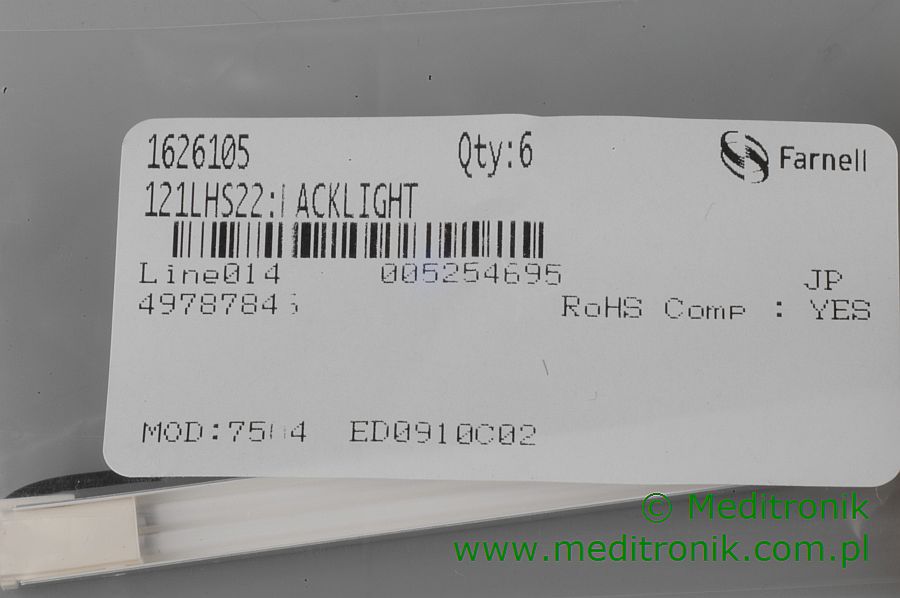 1626105 Qty:6 Farnell
121LHS22: ACKLIGHT
Line014 005254695 JP
RoHS Comp : YES
MOD: ED0910C02
© Meditronik
www.meditronik.com.pl